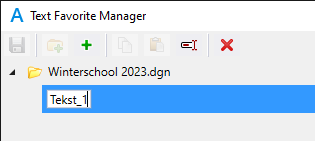 Text Favorite Manager
Winterschool 2023.dgn
Tekst_1